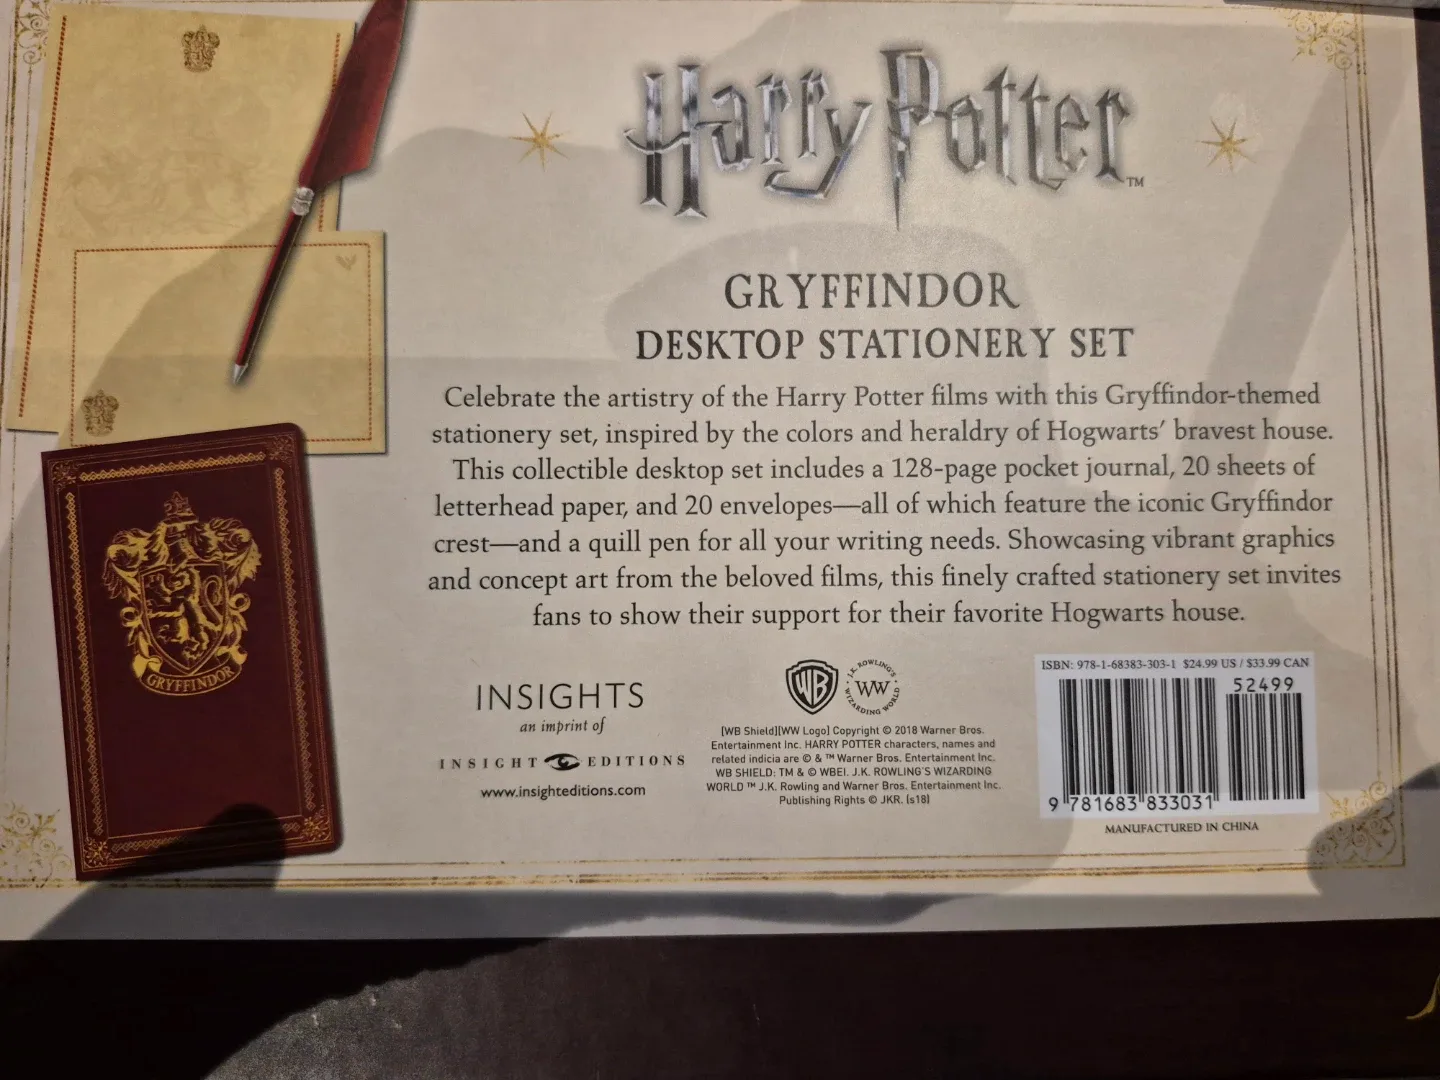 Harry Potter™
GRYFFINDOR
DESKTOP STATIONERY SET
Celebrate the artistry of the Harry Potter films with this Gryffindor-themed
stationery set, inspired by the colors and heraldry of Hogwarts' bravest house.
This collectible desktop set includes a 128-page pocket journal, 20 sheets of
letterhead paper, and 20 envelopes—all of which feature the iconic Gryffindor
crest—and a quill pen for all your writing needs. Showcasing vibrant graphics
and concept art from the beloved films, this finely crafted stationery set invites
fans to show their support for their favorite Hogwarts house.
GRYFFINDOR
INSIGHTS
an imprint of
INSIGHT EDITIONS
www.insighteditions.com
WB
J.K. ROWLING'S
WW
WIZARDING WORLD
[WB Shield][WW Logo] Copyright © 2018 Warner Bros.
Entertainment Inc. HARRY POTTER characters, names and
related indicia are © & ™ Warner Bros. Entertainment Inc.
WB SHIELD: TM & © WBEI. J.K. ROWLING'S WIZARDING
WORLD ™ J.K. Rowling and Warner Bros. Entertainment Inc.
Publishing Rights © JKR. (s18)
ISBN: 978-1-68383-303-1 $24.99 US / $33.99 CAN
52499
9 781683 833031
MANUFACTURED IN CHINA